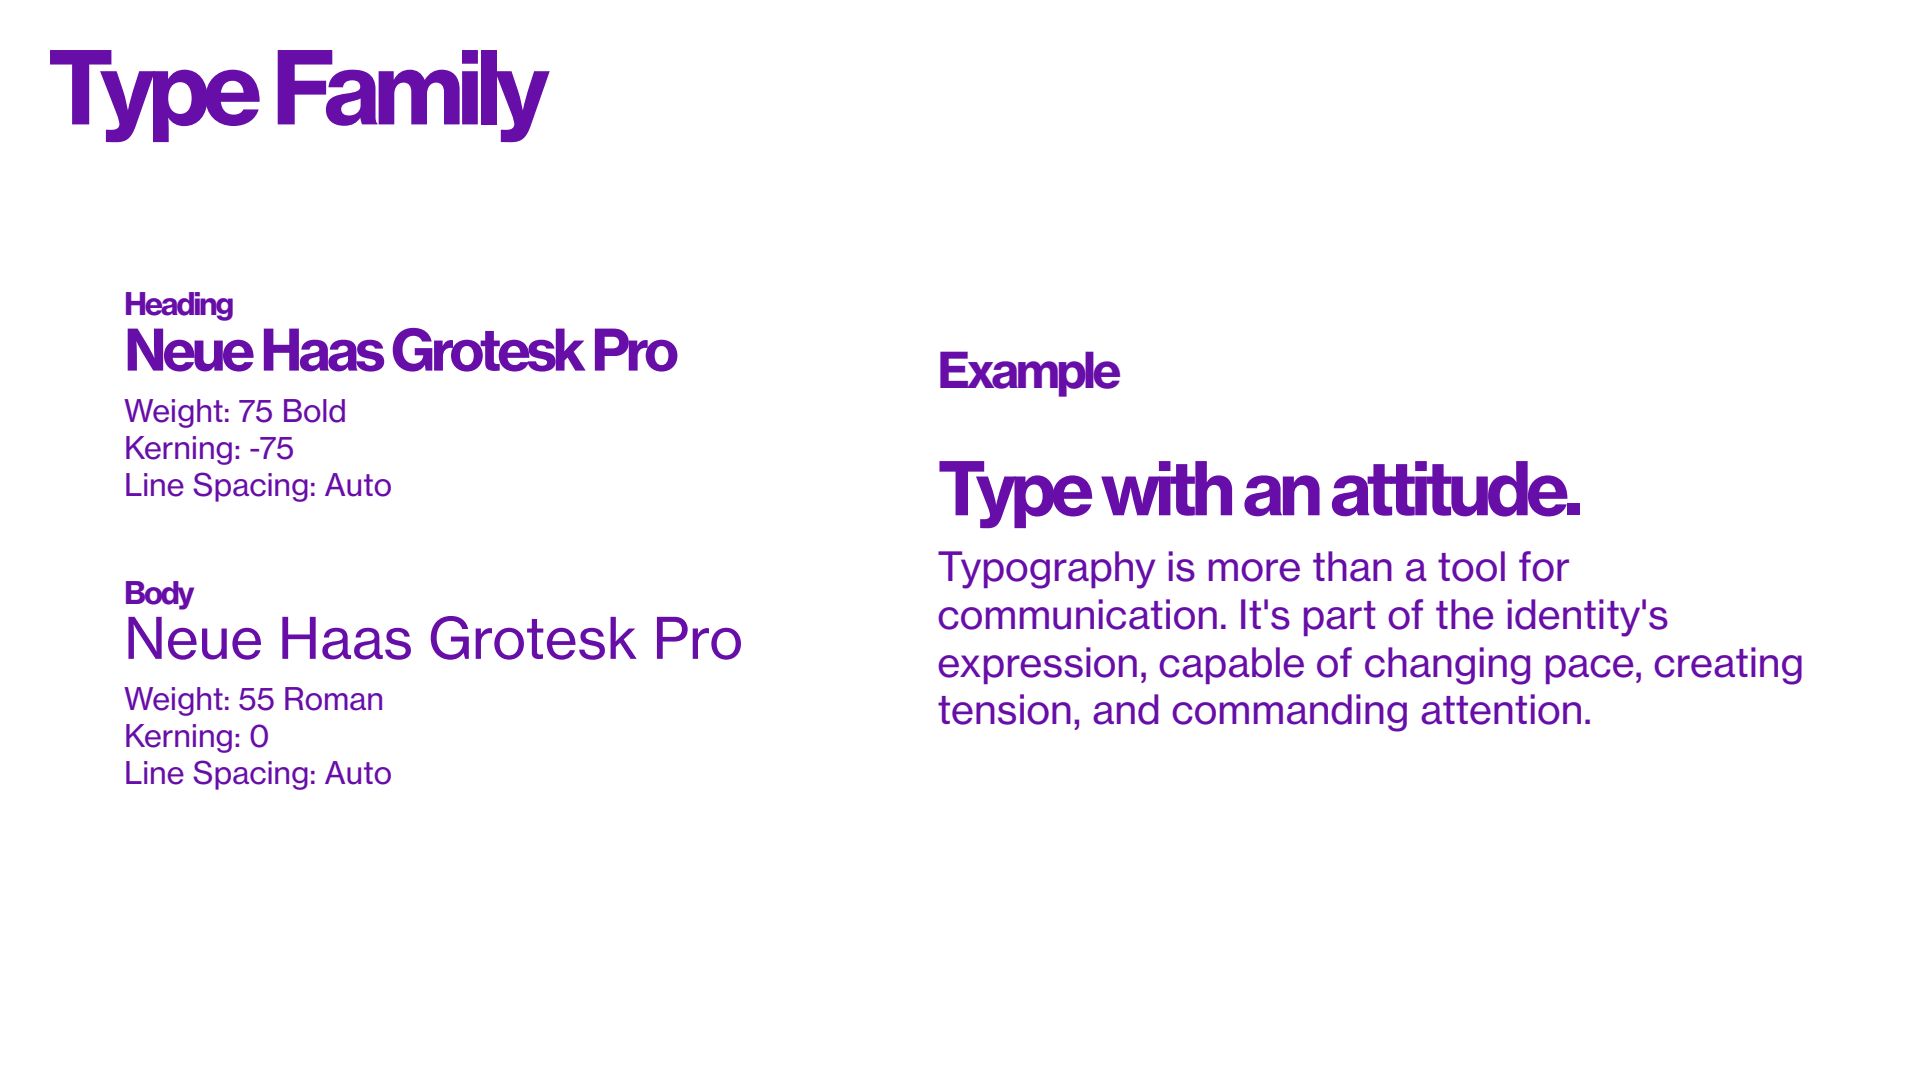 Type Family
Heading
Neue Haas Grotesk Pro
Weight: 75 Bold
Kerning: -75
Line Spacing: Auto
Body
Neue Haas Grotesk Pro
Weight: 55 Roman
Kerning: 0
Line Spacing: Auto
Example
Type with an attitude.
Typography is more than a tool for
communication. It's part of the identity's
expression, capable of changing pace, creating
tension, and commanding attention.